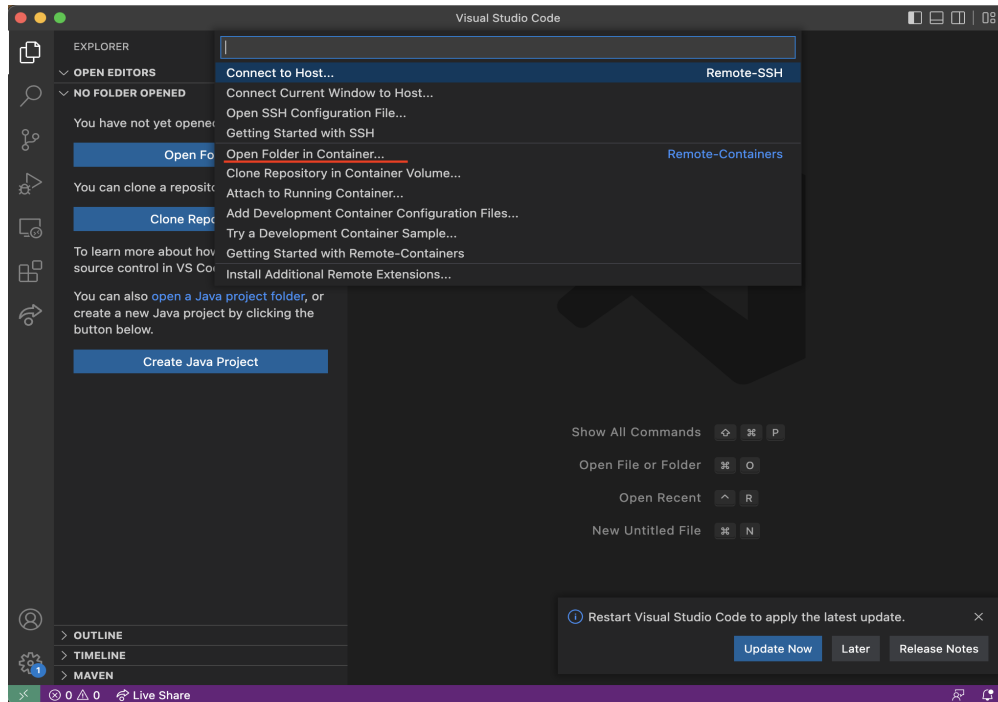 Visual Studio Code
EXPLORER
OPEN EDITORS
NO FOLDER OPENED
You have not yet opene
Open Fo
You can clone a reposito
Clone Repo
To learn more about how
source control in VS Co
You can also open a Java project folder, or
create a new Java project by clicking the
button below.
Create Java Project
Connect to Host... Remote-SSH
Connect Current Window to Host...
Open SSH Configuration File...
Getting Started with SSH
Open Folder in Container... Remote-Containers
Clone Repository in Container Volume...
Attach to Running Container...
Add Development Container Configuration Files...
Try a Development Container Sample...
Getting Started with Remote-Containers
Install Additional Remote Extensions...
Show All Commands ⇧ ⌘ P
Open File or Folder ⌘ O
Open Recent ^ R
New Untitled File ⌘ N
Restart Visual Studio Code to apply the latest update.
Update Now Later Release Notes
OUTLINE
TIMELINE
MAVEN
1
0 0 Live Share